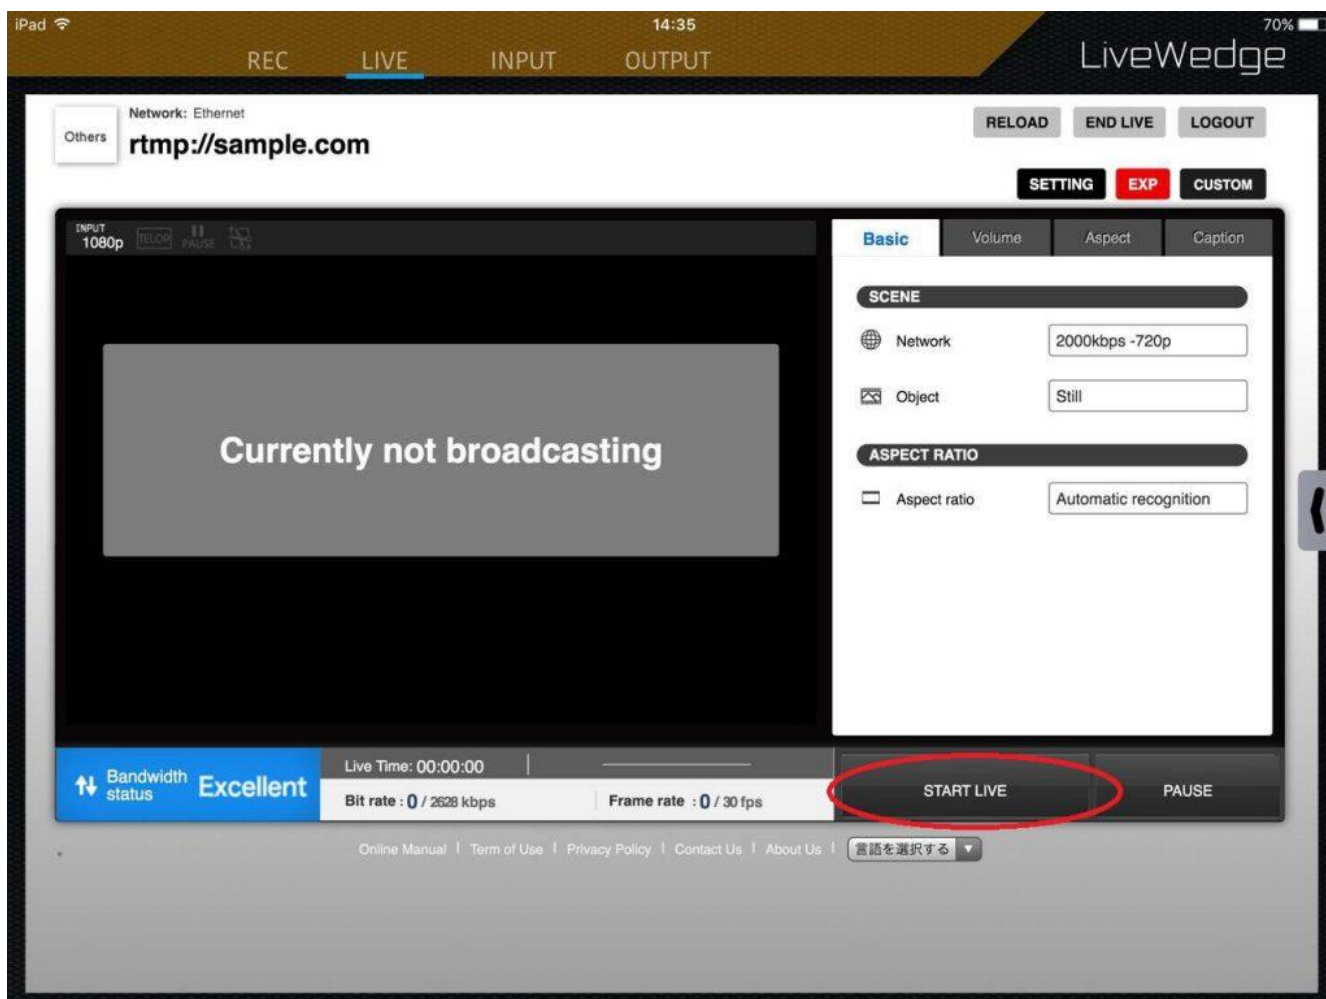 iPad 14:35 70%
REC LIVE INPUT OUTPUT LiveWedge
Others
Network: Ethernet
rtmp://sample.com
RELOAD END LIVE LOGOUT
SETTING EXP CUSTOM
INPUT
1080p TELOP PAUSE
Currently not broadcasting
Basic Volume Aspect Caption
SCENE
Network 2000kbps -720p
Object Still
ASPECT RATIO
Aspect ratio Automatic recognition
Bandwidth
status Excellent
Live Time: 00:00:00
Bit rate : 0 / 2628 kbps Frame rate : 0 / 30 fps
START LIVE PAUSE
Online Manual | Term of Use | Privacy Policy | Contact Us | About Us | 言語を選択する